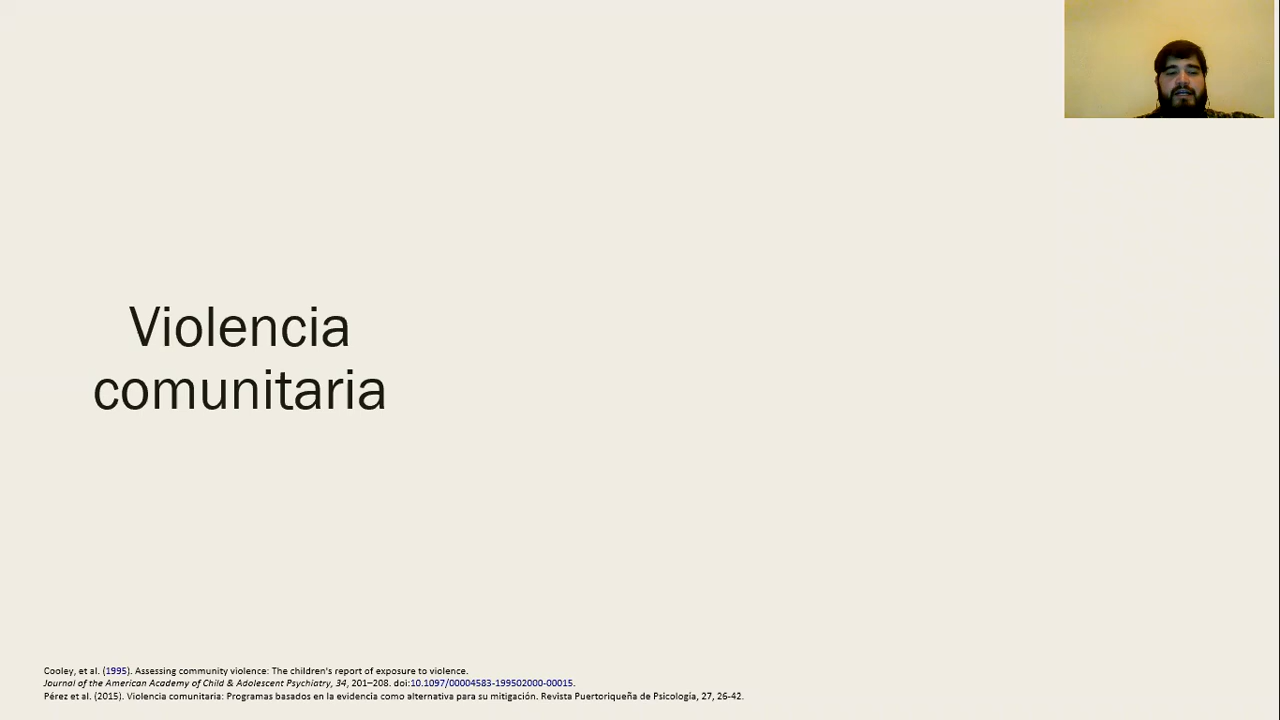 Violencia
comunitaria
Cooley, et al. (1995). Assessing community violence: The children's report of exposure to violence.
Journal of the American Academy of Child & Adolescent Psychiatry, 34, 201–208. doi:10.1097/00004583-199502000-00015.
Pérez et al. (2015). Violencia comunitaria: Programas basados en la evidencia como alternativa para su mitigación. Revista Puertoriqueña de Psicología, 27, 26-42.